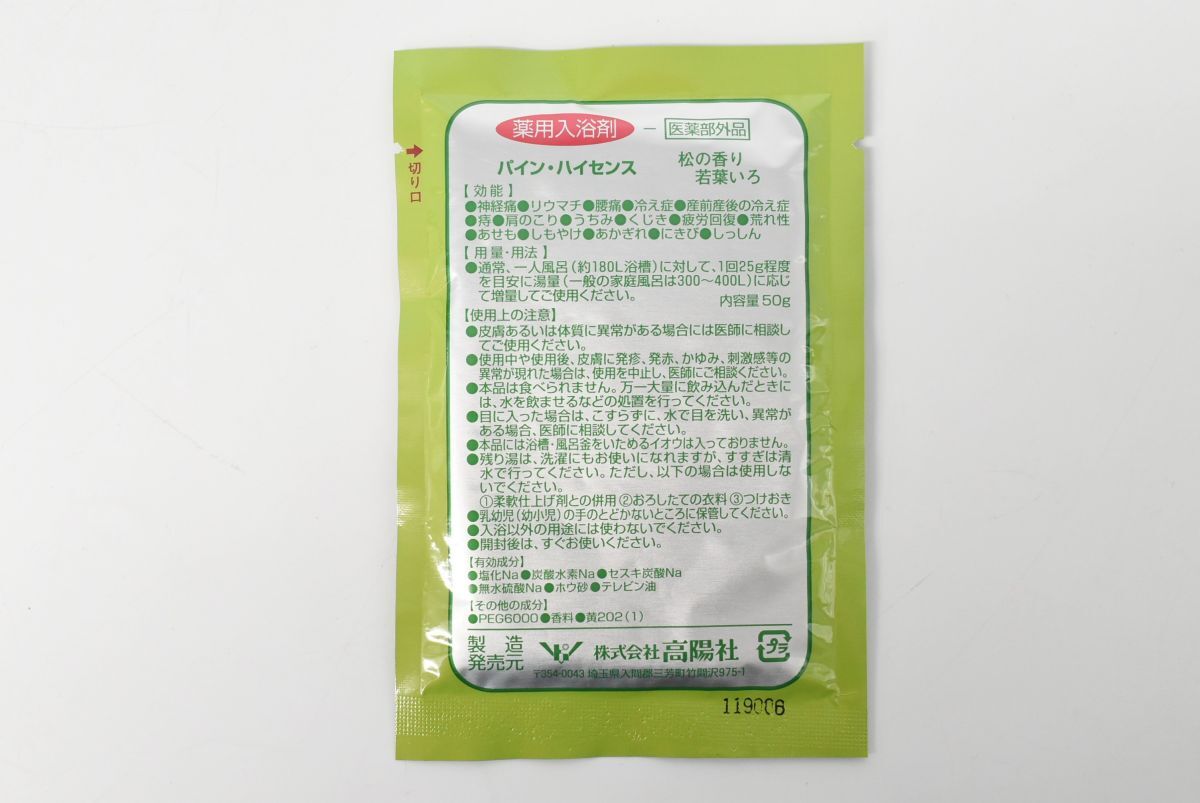 薬用入浴剤 − 医薬部外品
パイン・ハイセンス 松の香り
若葉いろ
➡切り口
【効能】
●神経痛●リウマチ●腰痛●冷え症●産前産後の冷え症
●痔●肩のこり●うちみ●くじき●疲労回復●荒れ性
●あせも●しもやけ●あかぎれ●にきび●しっしん
【用量・用法】
●通常、一人風呂(約180L浴槽)に対して、1回25g程度
を目安に湯量(一般の家庭風呂は300〜400L)に応じ
て増量してご使用ください。
内容量50g
【使用上の注意】
●皮膚あるいは体質に異常がある場合には医師に相談し
てご使用ください。
●使用中や使用後、皮膚に発疹、発赤、かゆみ、刺激感等の
異常が現れた場合は、使用を中止し、医師にご相談ください。
●本品は食べられません。万一大量に飲み込んだときに
は、水を飲ませるなどの処置を行ってください。
●目に入った場合は、こすらずに、水で目を洗い、異常が
ある場合、医師に相談してください。
●本品には浴槽・風呂釜をいためるイオウは入っておりません。
●残り湯は、洗濯にもお使いになれますが、すすぎは清
水で行ってください。ただし、以下の場合は使用しな
いでください。
①柔軟仕上げ剤との併用②おろしたての衣料③つけおき
●乳幼児(幼小児)の手のとどかないところに保管してください。
●入浴以外の用途には使わないでください。
●開封後は、すぐお使いください。
【有効成分】
●塩化Na●炭酸水素Na●セスキ炭酸Na
●無水硫酸Na●ホウ砂●テレビン油
【その他の成分】
●PEG6000●香料●黄202(1)
製造
発売元
株式会社高陽社
プラ
〒354-0043 埼玉県入間郡三芳町竹間沢975-1
119006